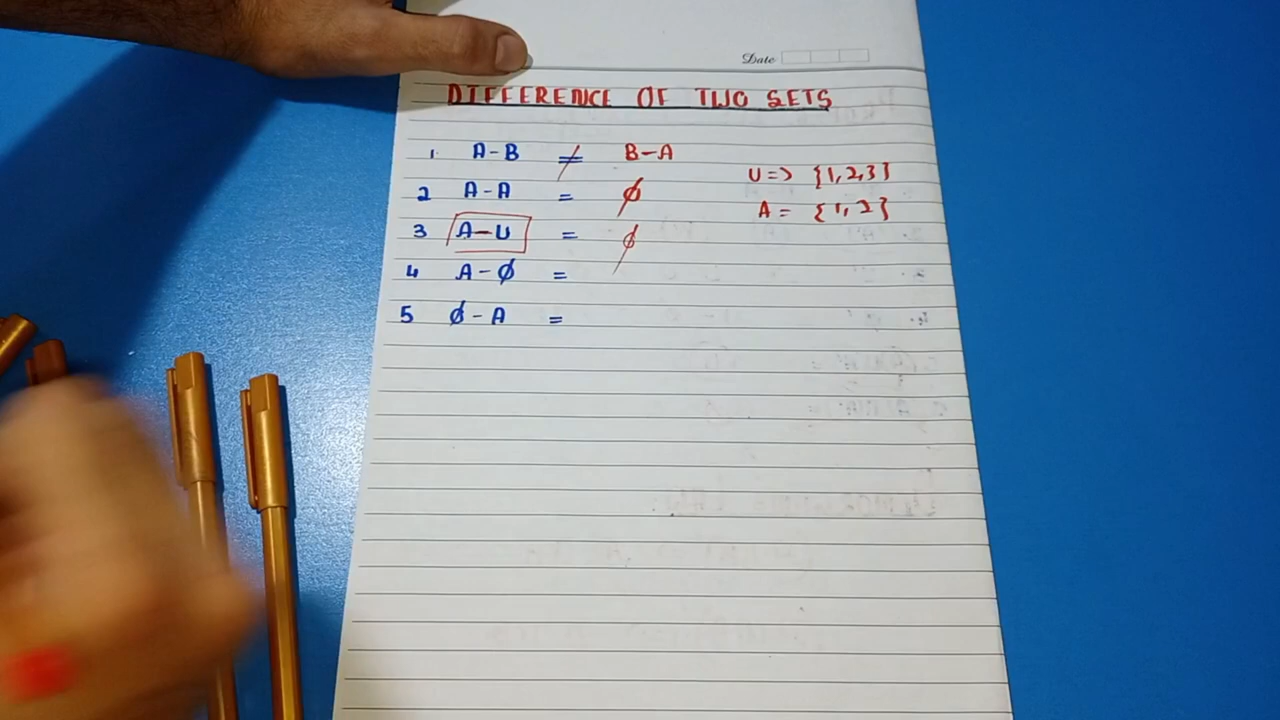 Date
DIFFERENCE OF TWO SETS
1. A-B ≠ B-A
2 A-A = ϕ
3 A-U = ϕ
4 A-ϕ =
5 ϕ-A =
U => {1,2,3}
A = {1,2}